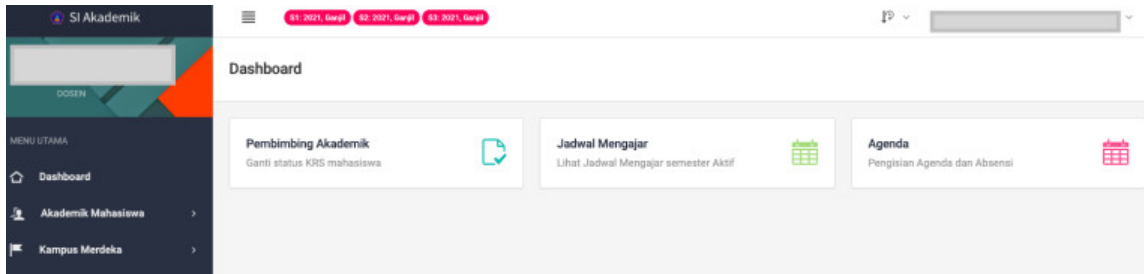 SI Akademik
S1: 2021, Ganjil S2: 2021, Ganjil S3: 2021, Ganjil
DOSEN
MENU UTAMA
Dashboard
Akademik Mahasiswa
Kampus Merdeka
Dashboard
Pembimbing Akademik
Ganti status KRS mahasiswa
Jadwal Mengajar
Lihat Jadwal Mengajar semester Aktif
Agenda
Pengisian Agenda dan Absensi